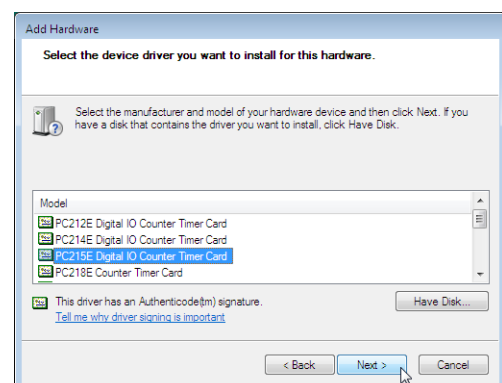 Add Hardware
Select the device driver you want to install for this hardware.
Select the manufacturer and model of your hardware device and then click Next. If you
have a disk that contains the driver you want to install, click Have Disk.
Model
PC212E Digital IO Counter Timer Card
PC214E Digital IO Counter Timer Card
PC215E Digital IO Counter Timer Card
PC218E Counter Timer Card
This driver has an Authenticode(tm) signature.
Have Disk...
Tell me why driver signing is important
< Back
Next >
Cancel